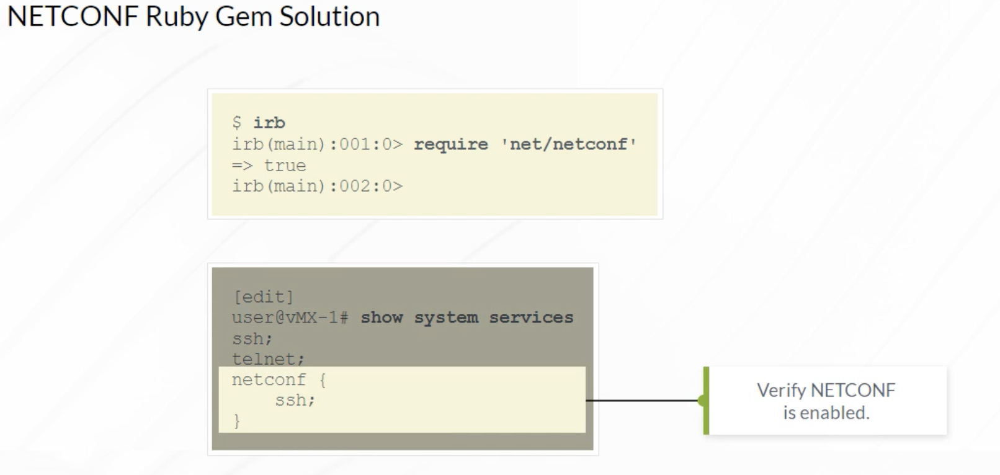 NETCONF Ruby Gem Solution
$ irb
irb(main):001:0> require 'net/netconf'
=> true
irb(main):002:0>
[edit]
user@vMX-1# show system services
ssh;
telnet;
netconf {
    ssh;
}
Verify NETCONF
is enabled.